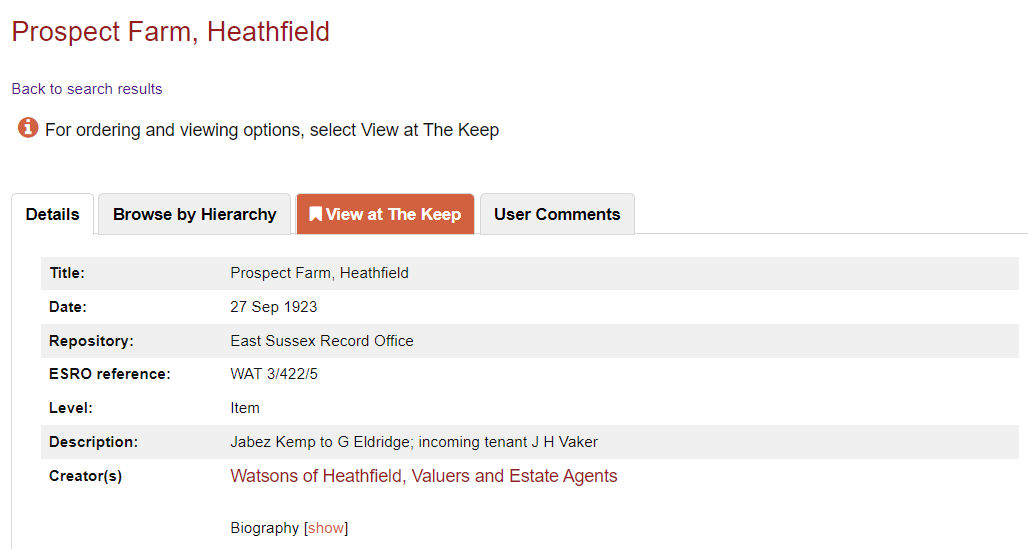 Prospect Farm, Heathfield
Back to search results
For ordering and viewing options, select View at The Keep
Details Browse by Hierarchy View at The Keep User Comments
Title: Prospect Farm, Heathfield
Date: 27 Sep 1923
Repository: East Sussex Record Office
ESRO reference: WAT 3/422/5
Level: Item
Description: Jabez Kemp to G Eldridge; incoming tenant J H Vaker
Creator(s) Watsons of Heathfield, Valuers and Estate Agents
Biography [show]